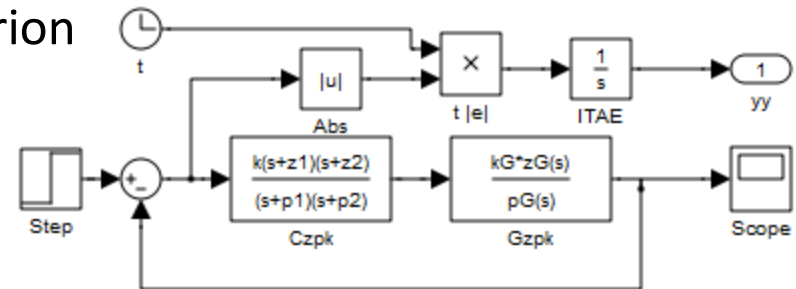 rion
t
|u|
Abs
×
t |e|
1
s
ITAE
1
yy
Step
+
-
k(s+z1)(s+z2)
(s+p1)(s+p2)
Czpk
kG*zG(s)
pG(s)
Gzpk
Scope